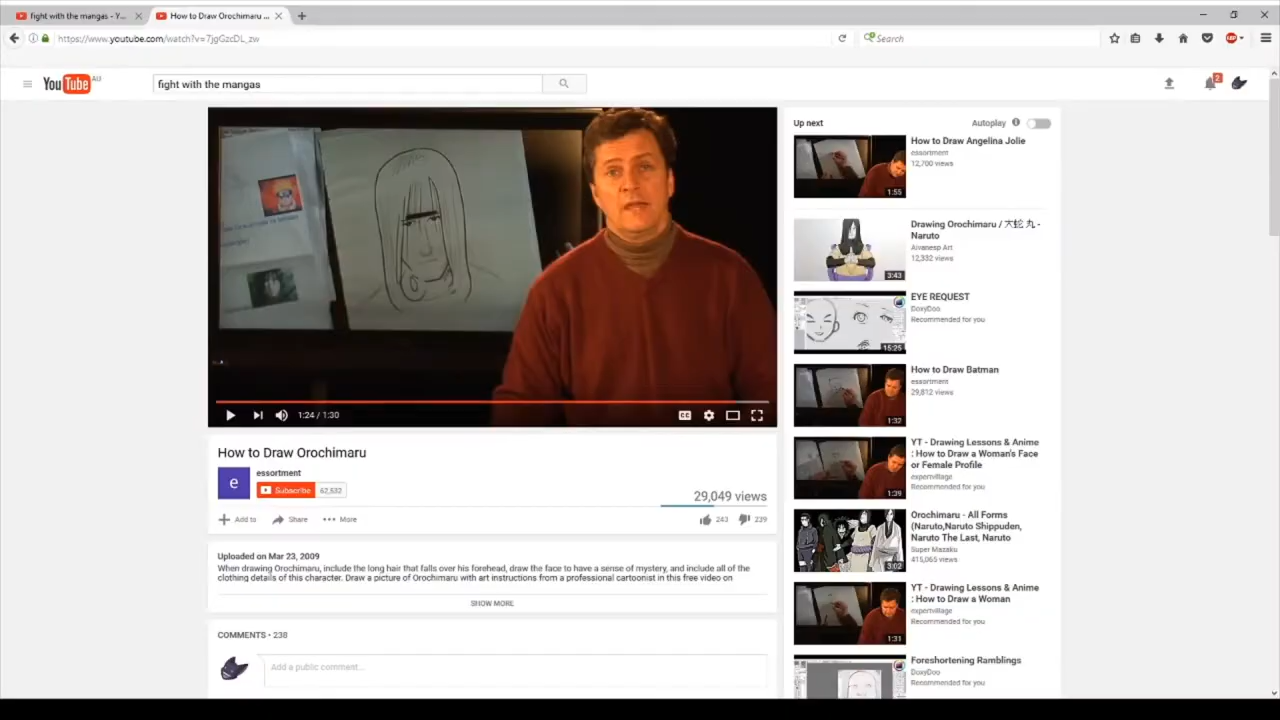 fight with the mangas - Y...
How to Draw Orochimaru ...
https://www.youtube.com/watch?v=7jgGzcDL_zw
Search
YouTube AU
fight with the mangas
2
1:24 / 1:30
CC
How to Draw Orochimaru
e
essortment
Subscribe 62,532
29,049 views
Add to Share More
243 239
Uploaded on Mar 23, 2009
When drawing Orochimaru, include the long hair that falls over his forehead, draw the face to have a sense of mystery, and include all of the
clothing details of this character. Draw a picture of Orochimaru with art instructions from a professional cartoonist in this free video on
SHOW MORE
COMMENTS • 238
Add a public comment...
Up next
Autoplay
How to Draw Angelina Jolie
essortment
12,700 views
1:55
Drawing Orochimaru / 大蛇 丸 -
Naruto
Aivanesp Art
12,332 views
3:43
EYE REQUEST
DoxyDoo
Recommended for you
15:25
How to Draw Batman
essortment
29,812 views
1:32
YT - Drawing Lessons & Anime
: How to Draw a Woman's Face
or Female Profile
expertvillage
Recommended for you
1:39
Orochimaru - All Forms
(Naruto,Naruto Shippuden,
Naruto The Last, Naruto
Super Mazaku
415,065 views
3:02
YT - Drawing Lessons & Anime
: How to Draw a Woman
expertvillage
Recommended for you
1:31
Foreshortening Ramblings
DoxyDoo
Recommended for you